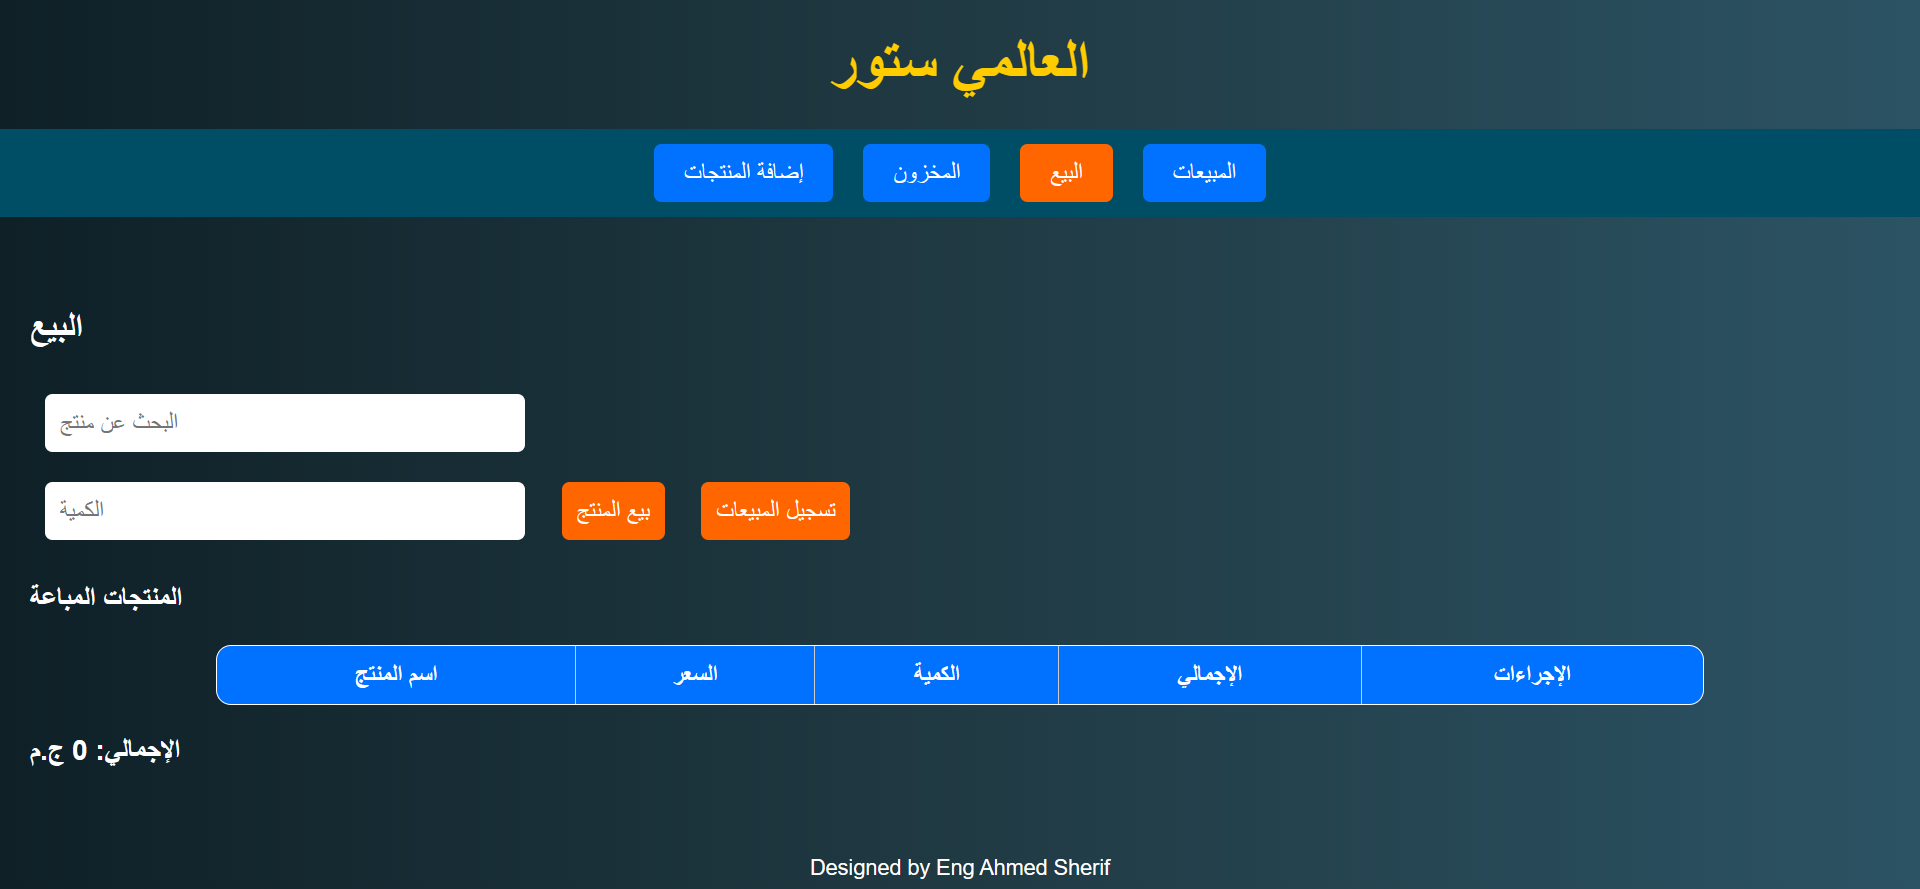 العالمي ستور
إضافة المنتجات
المخزون
البيع
المبيعات
البيع
البحث عن منتج
الكمية
بيع المنتج
تسجيل المبيعات
المنتجات المباعة
اسم المنتج
السعر
الكمية
الإجمالي
الإجراءات
الإجمالي: 0 ج.م
Designed by Eng Ahmed Sherif